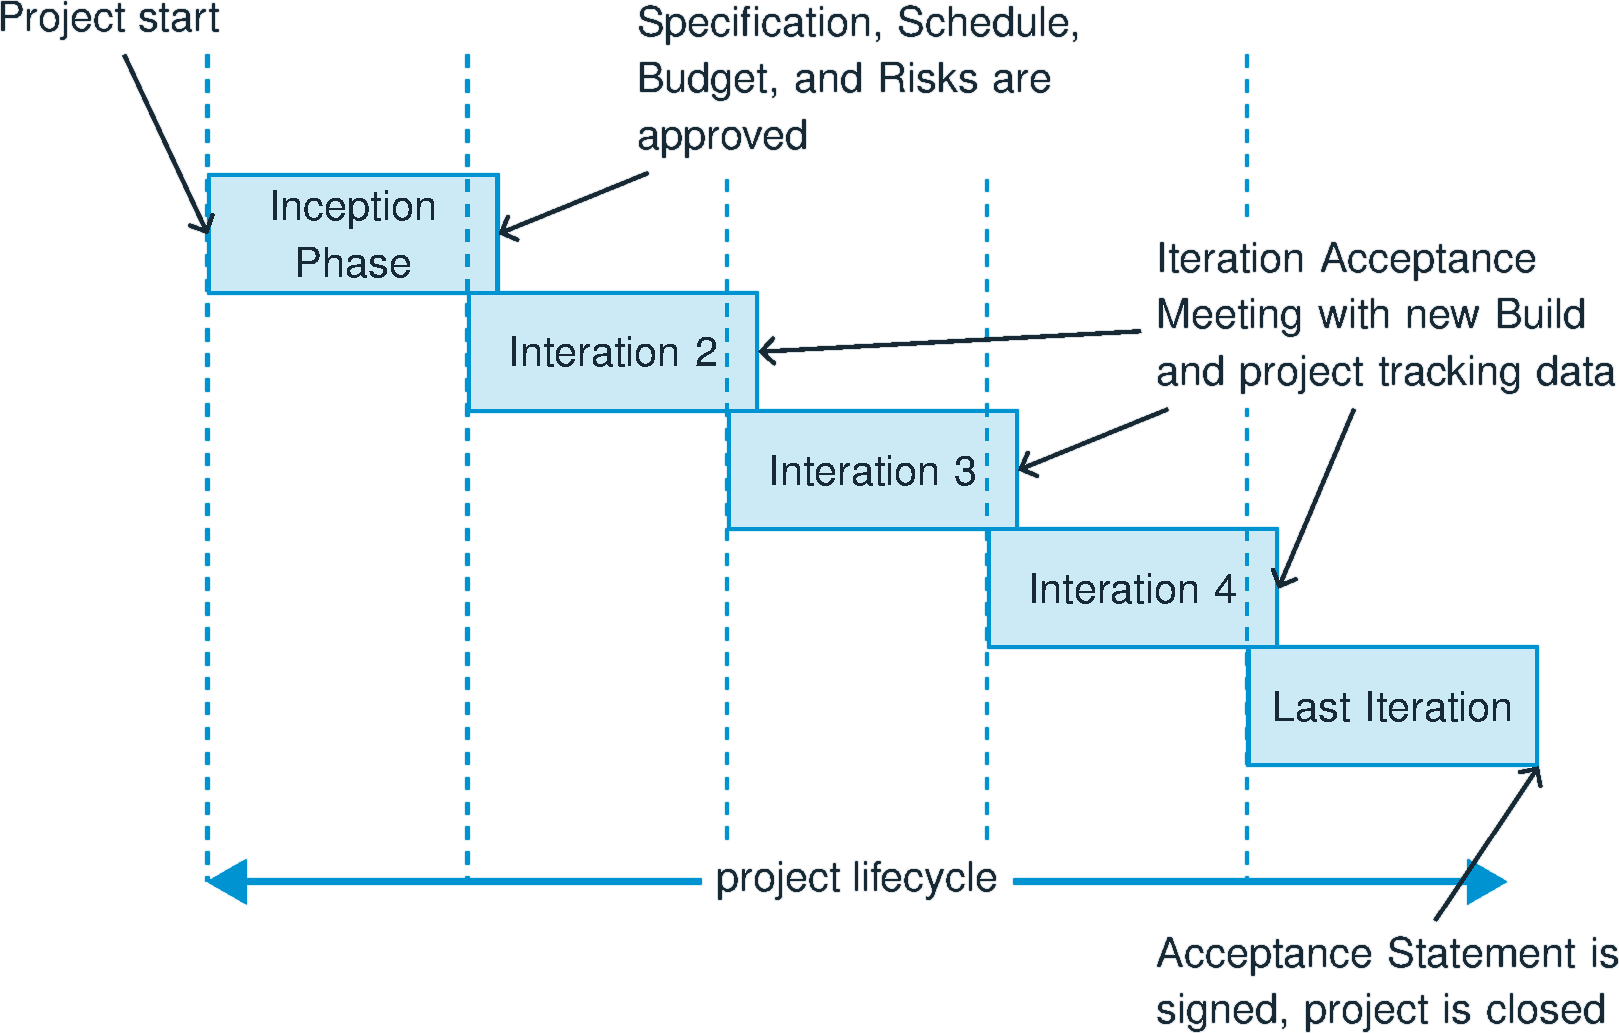 Project start
Specification, Schedule,
Budget, and Risks are
approved
Inception
Phase
Iteration Acceptance
Meeting with new Build
and project tracking data
Interation 2
Interation 3
Interation 4
Last Iteration
project lifecycle
Acceptance Statement is
signed, project is closed